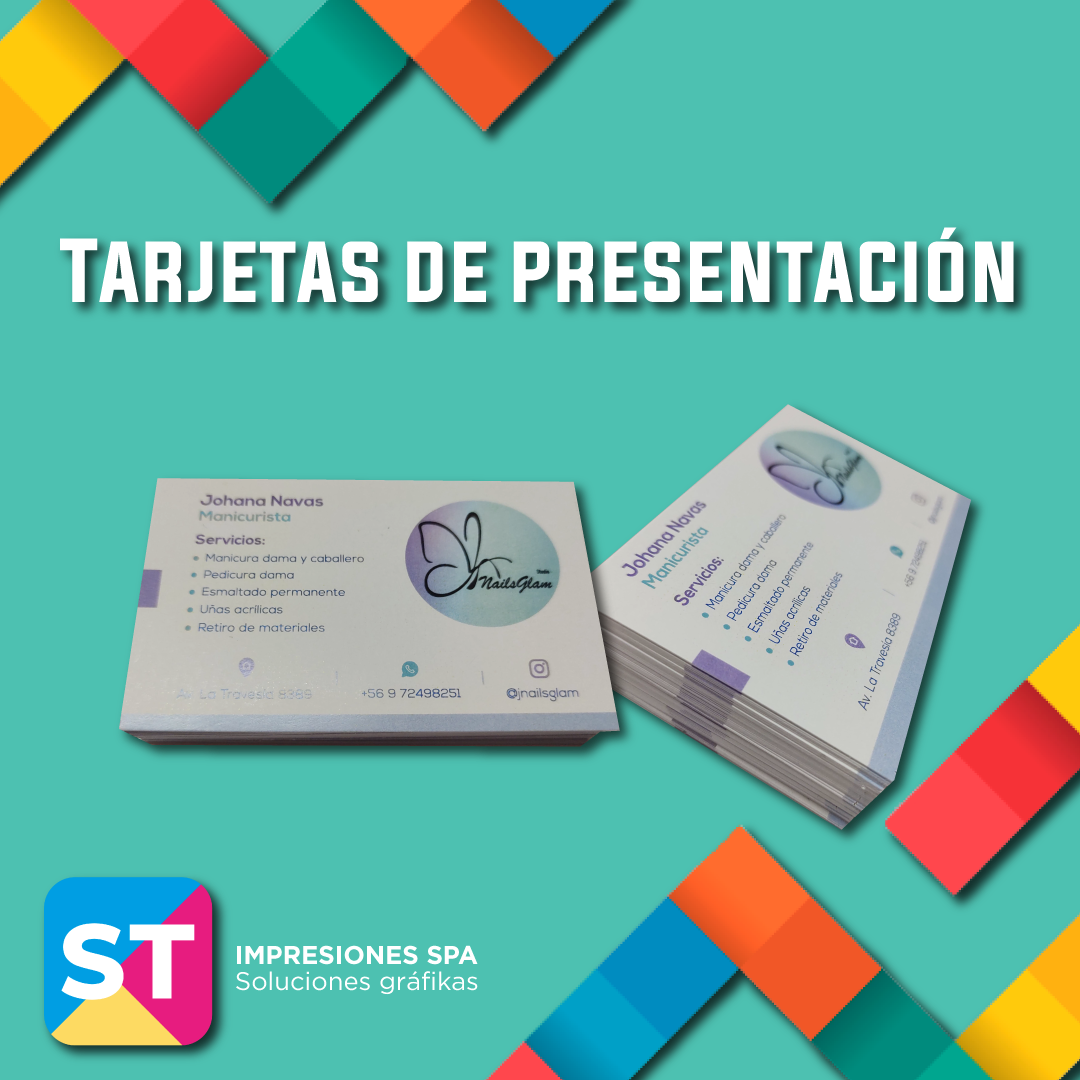 Tarjetas de presentación
Johana Navas
Manicurista
Servicios:
Manicura dama y caballero
Pedicura dama
Esmaltado permanente
Uñas acrílicas
Retiro de materiales
NailsGlam
Av. La Travesía 8389
+56 9 72498251
@jnailsglam
Johana Navas
Manicurista
Servicios:
Manicura dama y caballero
Pedicura dama
Esmaltado permanente
Uñas acrílicas
Retiro de materiales
Av. La Travesía 8389
ST
IMPRESIONES SPA
Soluciones gráfikas